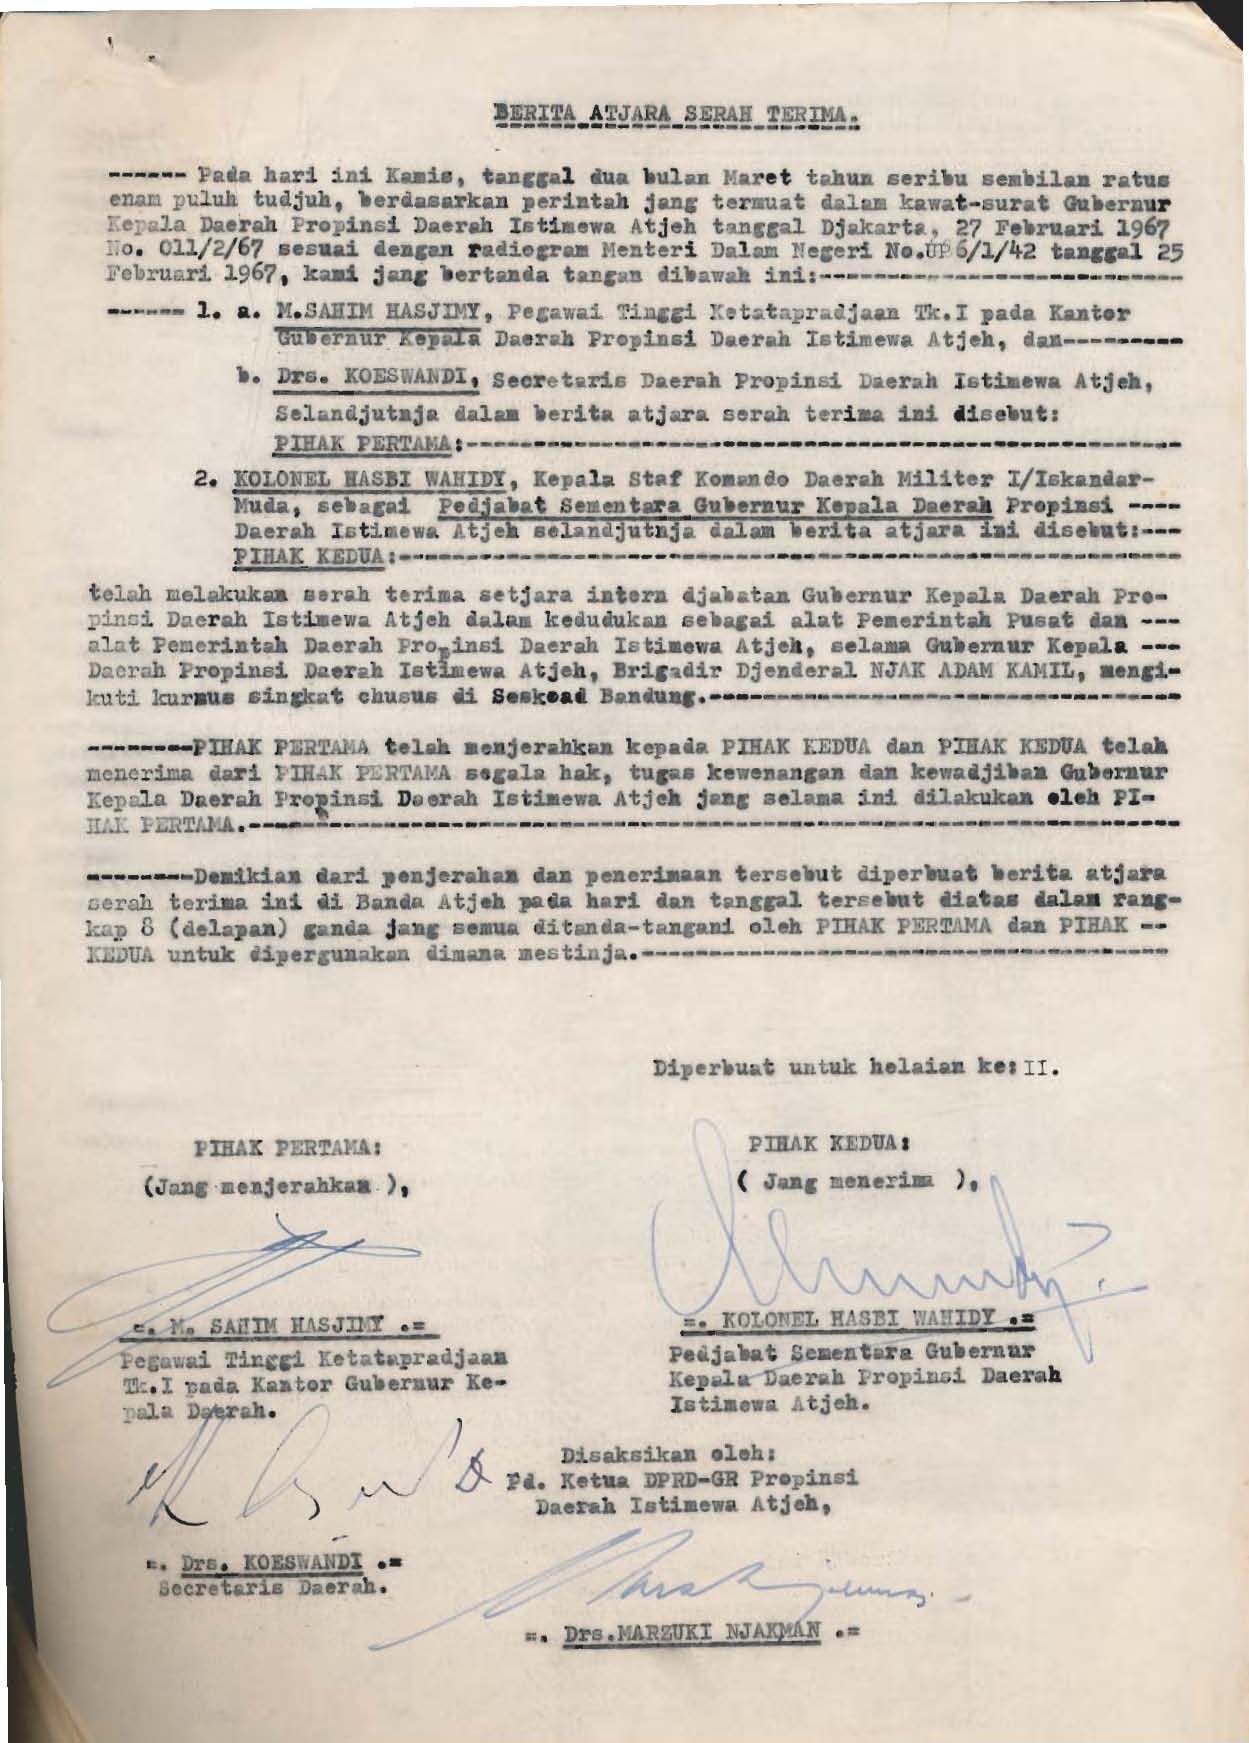 BERITA ATJARA SERAH TERIMA.
------ Pada hari ini Kamis, tanggal dua bulan Maret tahun seribu sembilan ratus
enam puluh tudjuh, berdasarkan perintah jang termuat dalam kawat-surat Gubernur
Kepala Daerah Propinsi Daerah Istimewa Atjeh tanggal Djakarta, 27 Februari 1967
No. 011/2/67 sesuai dengan radiogram Menteri Dalam Negeri No.UP6/1/42 tanggal 25
Februari 1967, kami jang bertanda tangan dibawah ini:------------------------------
------ 1. a. M.SAHIM HASJIMY, Pegawai Tinggi Ketatapradjaan Tk.I pada Kantor
Gubernur Kepala Daerah Propinsi Daerah Istimewa Atjeh, dan---------
b. Drs. KOESWANDI, Secretaris Daerah Propinsi Daerah Istimewa Atjeh,
Selandjutnja dalam berita atjara serah terima ini disebut:
PIHAK PERTAMA:------------------------------------------------------------
2. KOLONEL HASBI WAHIDY, Kepala Staf Komando Daerah Militer I/Iskandar-
Muda, sebagai Pedjabat Sementara Gubernur Kepala Daerah Propinsi ----
Daerah Istimewa Atjeh selandjutnja dalam berita atjara ini disebut:---
PIHAK KEDUA:-----------------------------------------------------------------
telah melakukan serah terima setjara intern djabatan Gubernur Kepala Daerah Pro-
pinsi Daerah Istimewa Atjeh dalam kedudukan sebagai alat Pemerintah Pusat dan ---
alat Pemerintah Daerah Propinsi Daerah Istimewa Atjeh, selama Gubernur Kepala ---
Daerah Propinsi Daerah Istimewa Atjeh, Brigadir Djenderal NJAK ADAM KAMIL, mengi-
kuti kursus singkat chusus di Seskoad Bandung.---------------------------------------
--------PIHAK PERTAMA telah menjerahkan kepada PIHAK KEDUA dan PIHAK KEDUA telah
menerima dari PIHAK PERTAMA segala hak, tugas kewenangan dan kewadjiban Gubernur
Kepala Daerah Propinsi Daerah Istimewa Atjeh jang selama ini dilakukan oleh PI-
HAK PERTAMA.----------------------------------------------------------------------
--------Demikian dari penjerahan dan penerimaan tersebut diperbuat berita atjara
serah terima ini di Banda Atjeh pada hari dan tanggal tersebut diatas dalam rang-
kap 8 (delapan) ganda jang semua ditanda-tangani oleh PIHAK PERTAMA dan PIHAK --
KEDUA untuk dipergunakan dimana mestinja.--------------------------------------------
Diperbuat untuk helaian ke: II.
PIHAK PERTAMA:
(Jang menjerahkan ),
PIHAK KEDUA:
( Jang menerima ),
=. M. SAHIM HASJIMY .=
Pegawai Tinggi Ketatapradjaan
Tk.I pada Kantor Gubernur Ke-
pala Daerah.
=. KOLONEL HASBI WAHIDY .=
Pedjabat Sementara Gubernur
Kepala Daerah Propinsi Daerah
Istimewa Atjeh.
Disaksikan oleh:
Pd. Ketua DPRD-GR Propinsi
Daerah Istimewa Atjeh,
=. Drs. KOESWANDI .=
Secretaris Daerah.
=. Drs.MARZUKI NJAKMAN .=